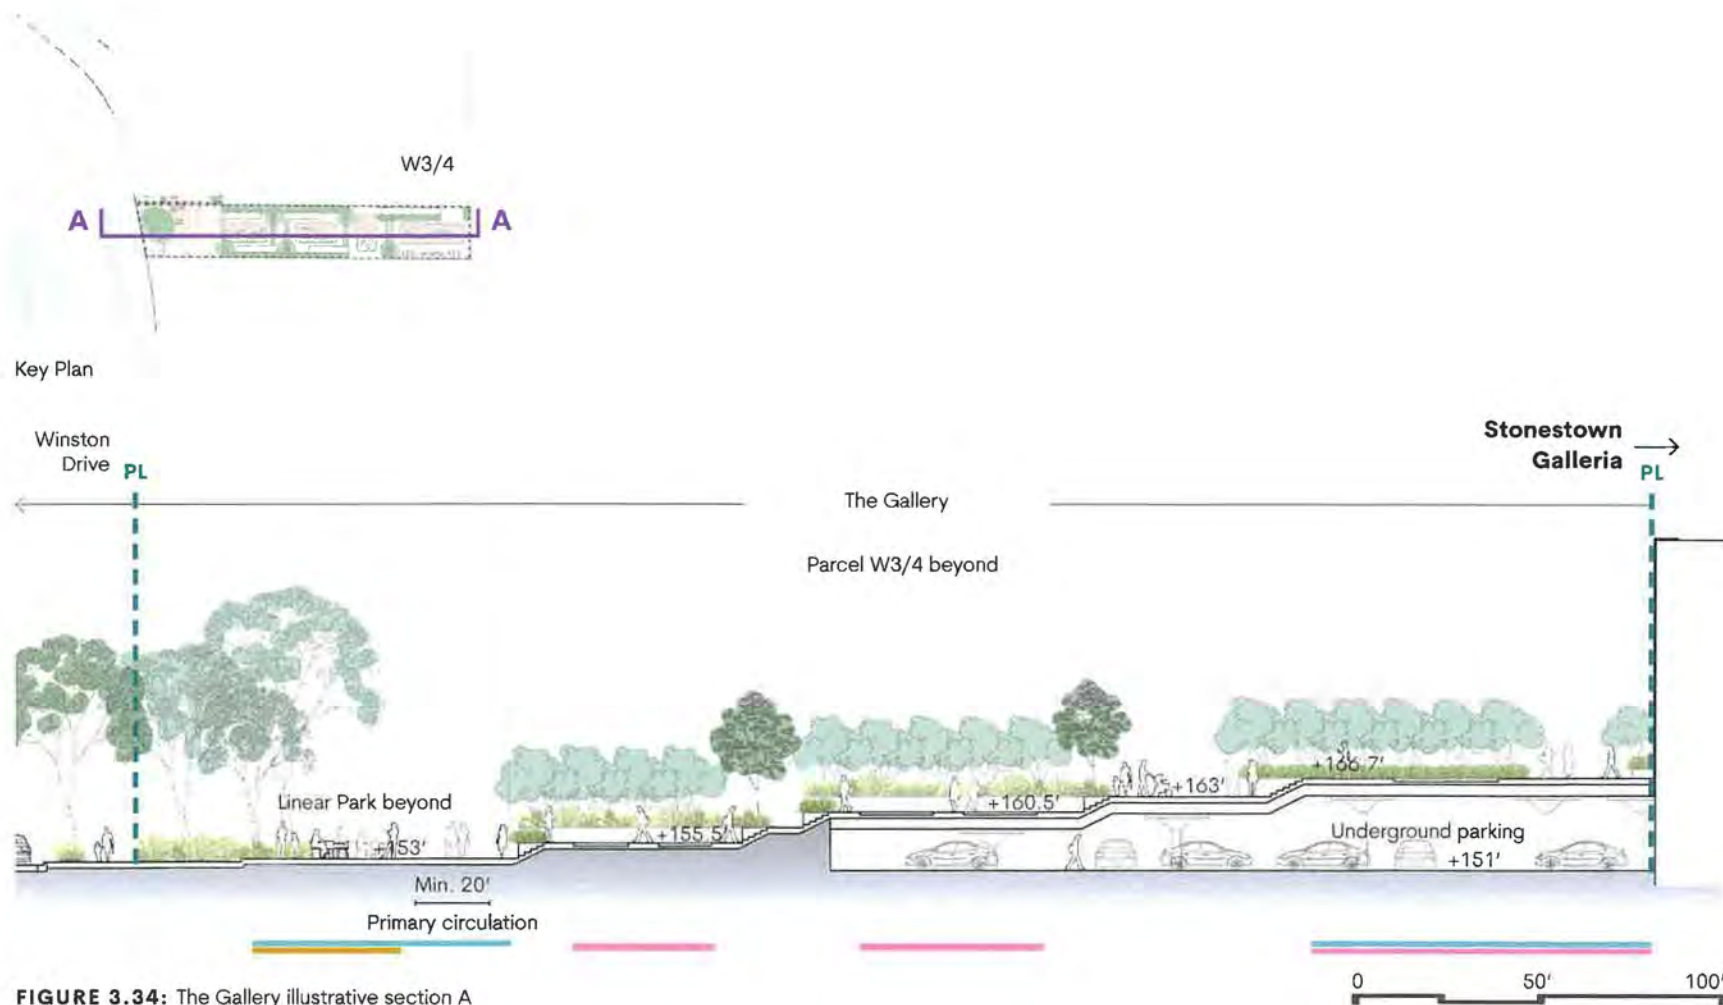 W3/4
A
A
Key Plan
Winston
Drive
PL
Stonestown
Galleria
PL
The Gallery
Parcel W3/4 beyond
Linear Park beyond
+153'
+155.5'
+160.5'
+163'
+166.7'
Underground parking
+151'
Min. 20'
Primary circulation
0 50' 100'
FIGURE 3.34: The Gallery illustrative section A